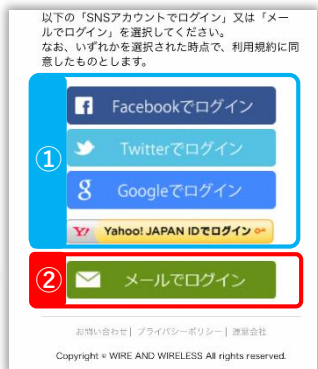 以下の「SNSアカウントでログイン」又は「メー
ルでログイン」を選択してください。
なお、いずれかを選択された時点で、利用規約に同
意したものとします。
①
f Facebookでログイン
Twitterでログイン
g Googleでログイン
Y! Yahoo! JAPAN IDでログイン
② メールでログイン
お問い合わせ| プライバシーポリシー| 運営会社
Copyright © WIRE AND WIRELESS All rights reserved.